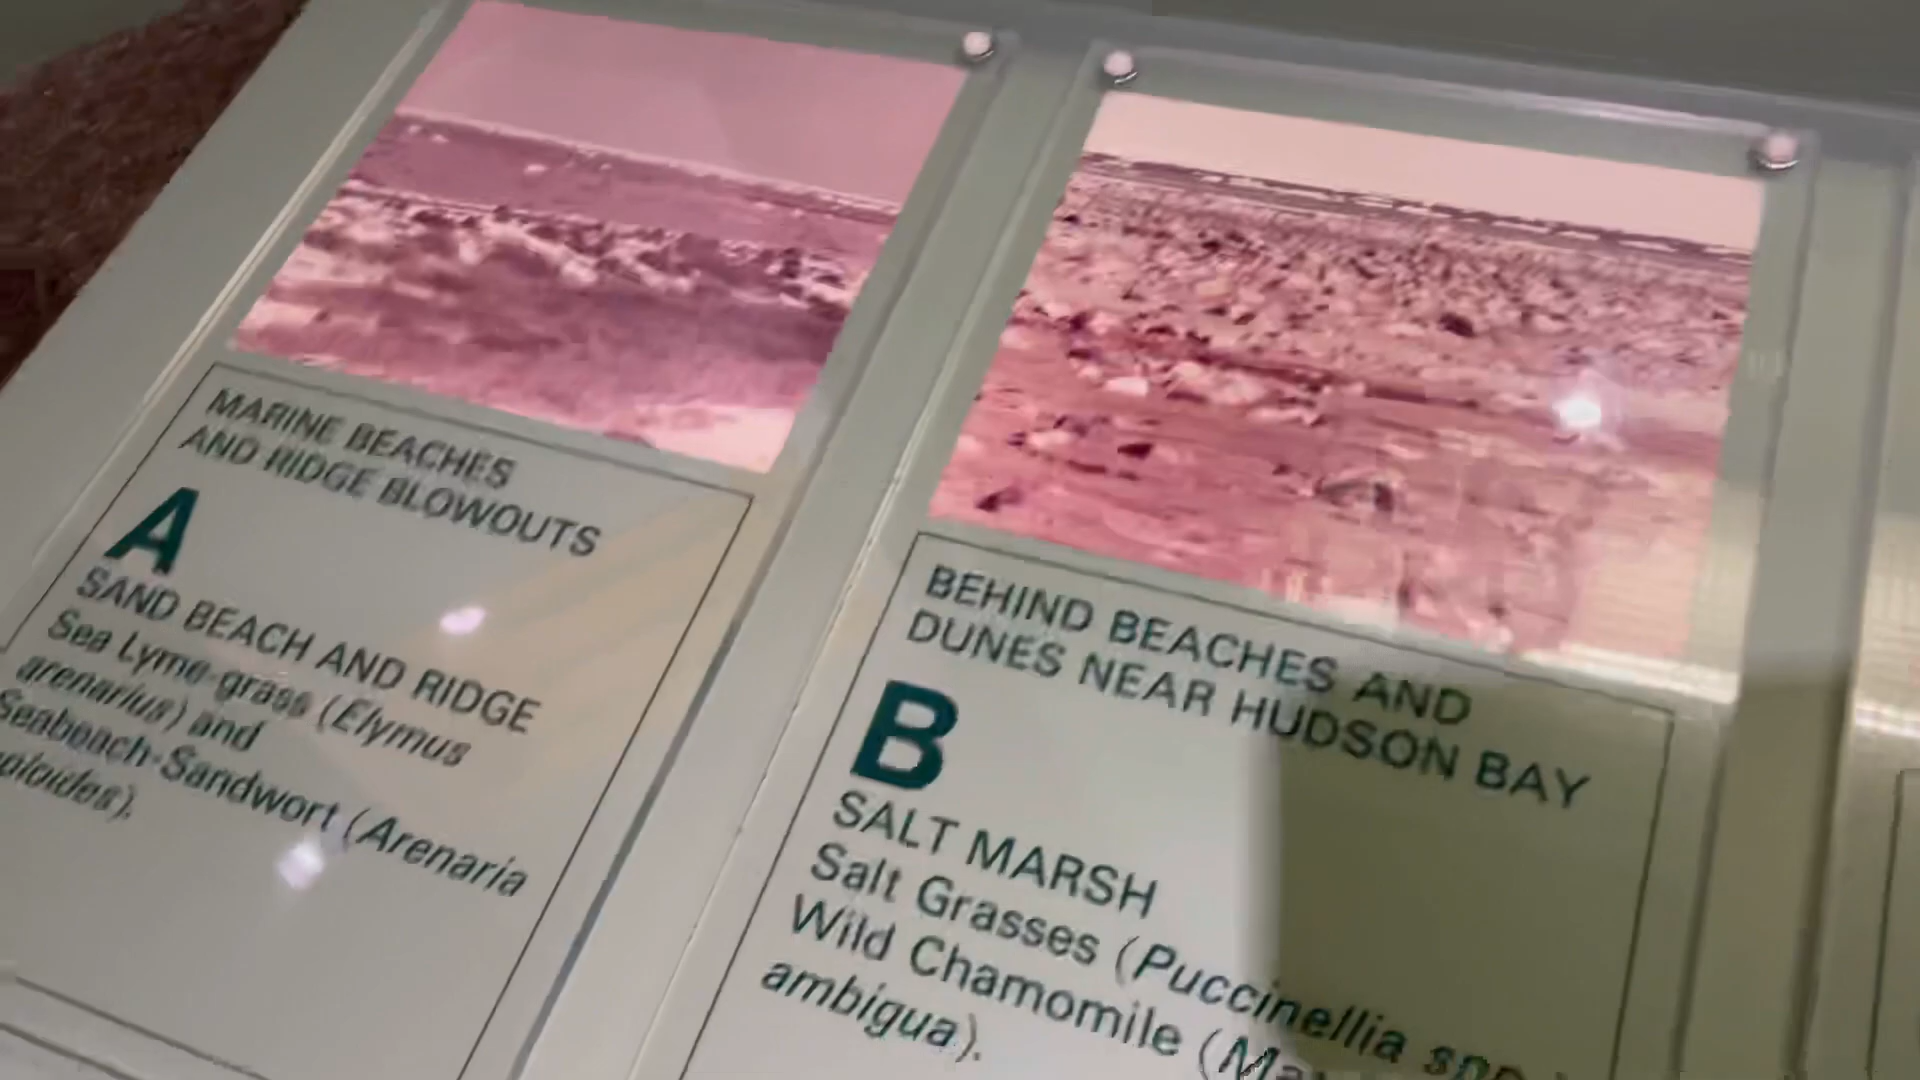 MARINE BEACHES
AND RIDGE BLOWOUTS
A
SAND BEACH AND RIDGE
Sea Lyme-grass (Elymus
arenarius) and
Seabeach-Sandwort (Arenaria
BEHIND BEACHES AND
DUNES NEAR HUDSON BAY
B
SALT MARSH
Salt Grasses (Puccinellia spp.)
Wild Chamomile (
ambigua).